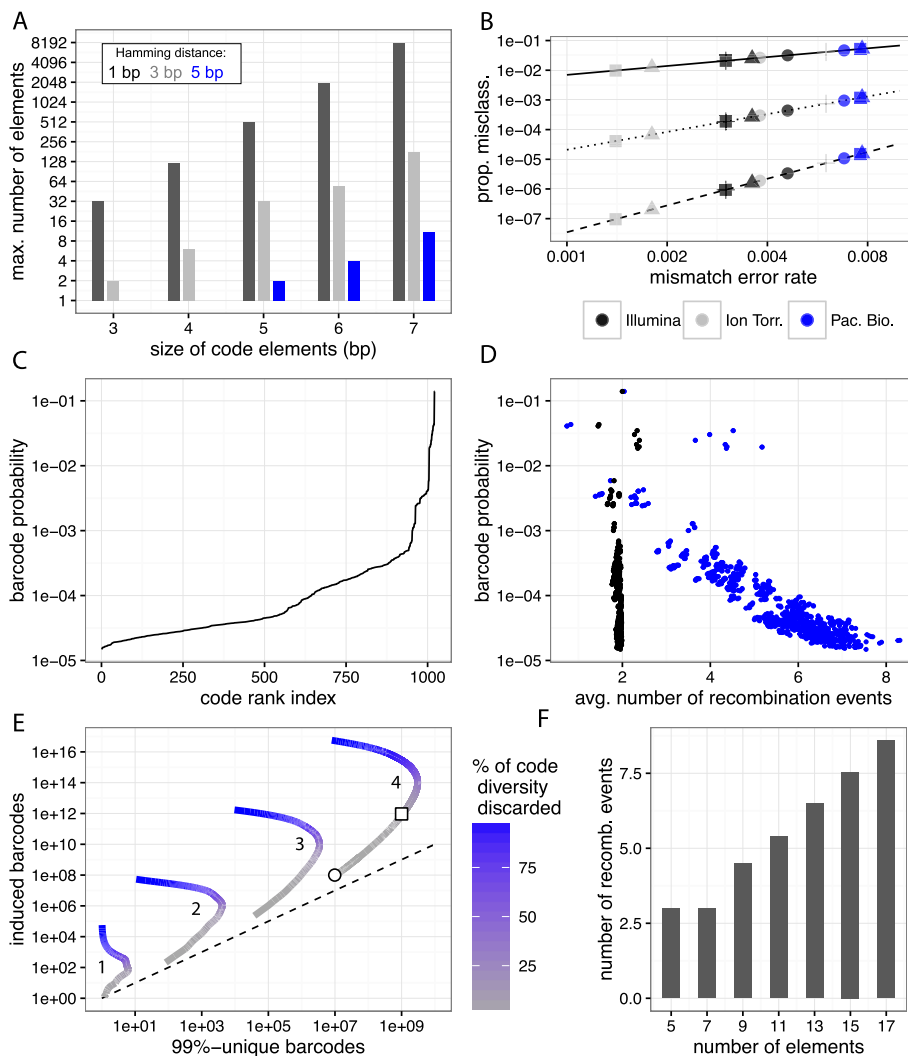 A
8192
4096
2048
1024
512
256
128
64
32
16
8
4
2
1
max. number of elements
Hamming distance:
1 bp 3 bp 5 bp
3 4 5 6 7
size of code elements (bp)
B
1e−01
1e−02
1e−03
1e−04
1e−05
1e−06
1e−07
prop. misclass.
0.001 0.002 0.004 0.008
mismatch error rate
Illumina Ion Torr. Pac. Bio.
C
1e−01
1e−02
1e−03
1e−04
1e−05
barcode probability
0 250 500 750 1000
code rank index
D
1e−01
1e−02
1e−03
1e−04
1e−05
barcode probability
2 4 6 8
avg. number of recombination events
E
1e+16
1e+14
1e+12
1e+10
1e+08
1e+06
1e+04
1e+02
1e+00
induced barcodes
1
2
3
4
1e+01 1e+03 1e+05 1e+07 1e+09
99%−unique barcodes
% of code
diversity
discarded
75
50
25
F
7.5
5.0
2.5
0.0
number of recomb. events
5 7 9 11 13 15 17
number of elements